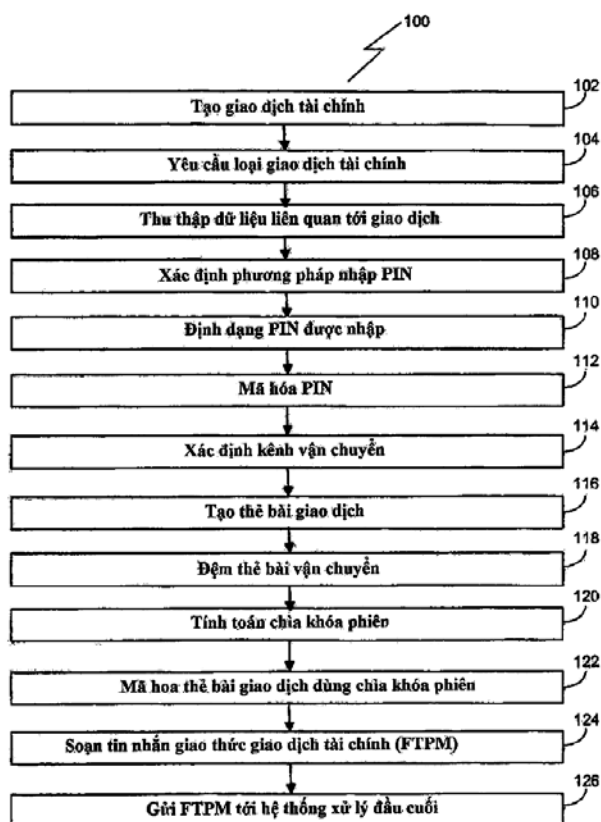 100
102
Tạo giao dịch tài chính
104
Yêu cầu loại giao dịch tài chính
106
Thu thập dữ liệu liên quan tới giao dịch
108
Xác định phương pháp nhập PIN
110
Định dạng PIN được nhập
112
Mã hóa PIN
114
Xác định kênh vận chuyển
116
Tạo thẻ bài giao dịch
118
Đệm thẻ bài vận chuyển
120
Tính toán chìa khóa phiên
122
Mã hoa thẻ bài giao dịch dùng chìa khóa phiên
124
Soạn tin nhắn giao thức giao dịch tài chính (FTPM)
126
Gửi FTPM tới hệ thống xử lý đầu cuối